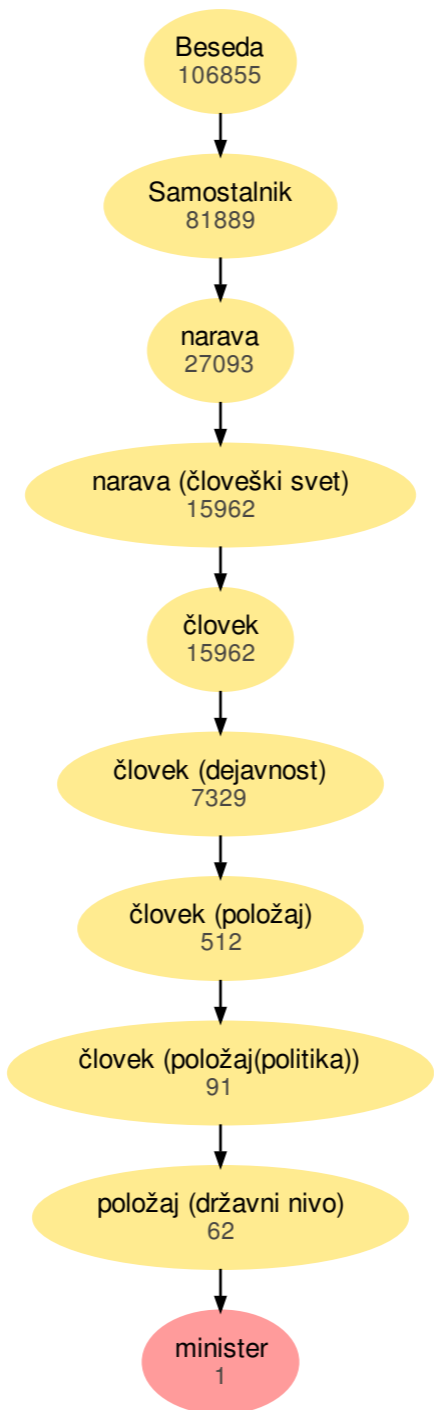 Beseda
106855
Samostalnik
81889
narava
27093
narava (človeški svet)
15962
človek
15962
človek (dejavnost)
7329
človek (položaj)
512
človek (položaj(politika))
91
položaj (državni nivo)
62
minister
1